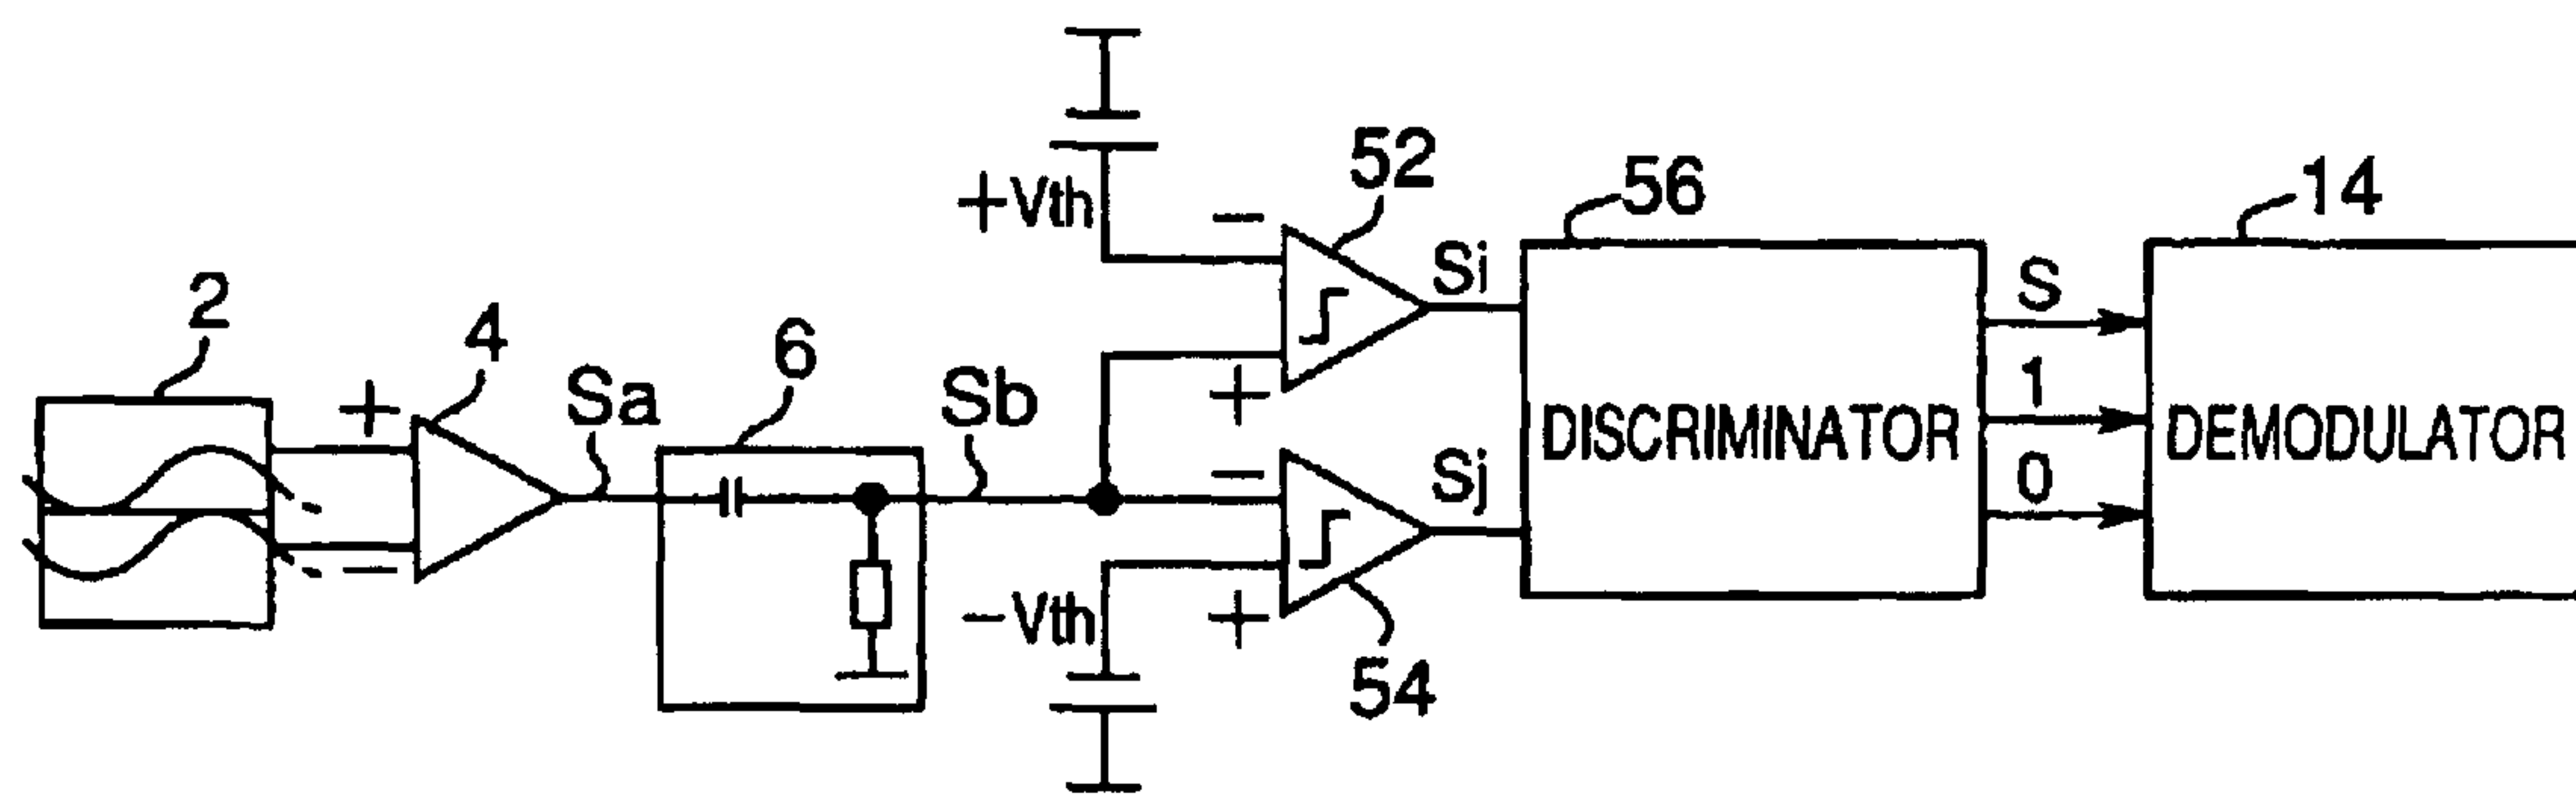 2
+
−
4
Sa
6
Sb
+Vth
−
+
52
Si
−Vth
−
+
54
Sj
56
DISCRIMINATOR
S
1
0
14
DEMODULATOR